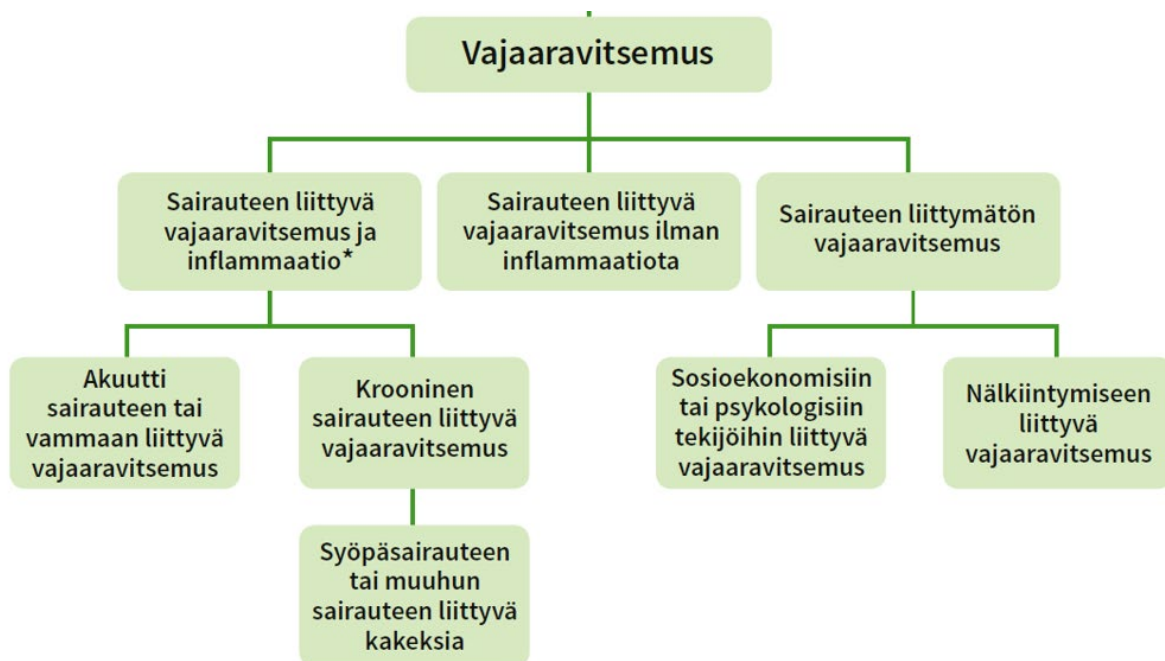 Vajaaravitsemus
Sairauteen liittyvä
vajaaravitsemus ja
inflammaatio*
Sairauteen liittyvä
vajaaravitsemus ilman
inflammaatiota
Sairauteen liittymätön
vajaaravitsemus
Akuutti
sairauteen tai
vammaan liittyvä
vajaaravitsemus
Krooninen
sairauteen liittyvä
vajaaravitsemus
Sosioekonomisiin
tai psykologisiin
tekijöihin liittyvä
vajaaravitsemus
Nälkiintymiseen
liittyvä
vajaaravitsemus
Syöpäsairauteen
tai muuhun
sairauteen liittyvä
kakeksia